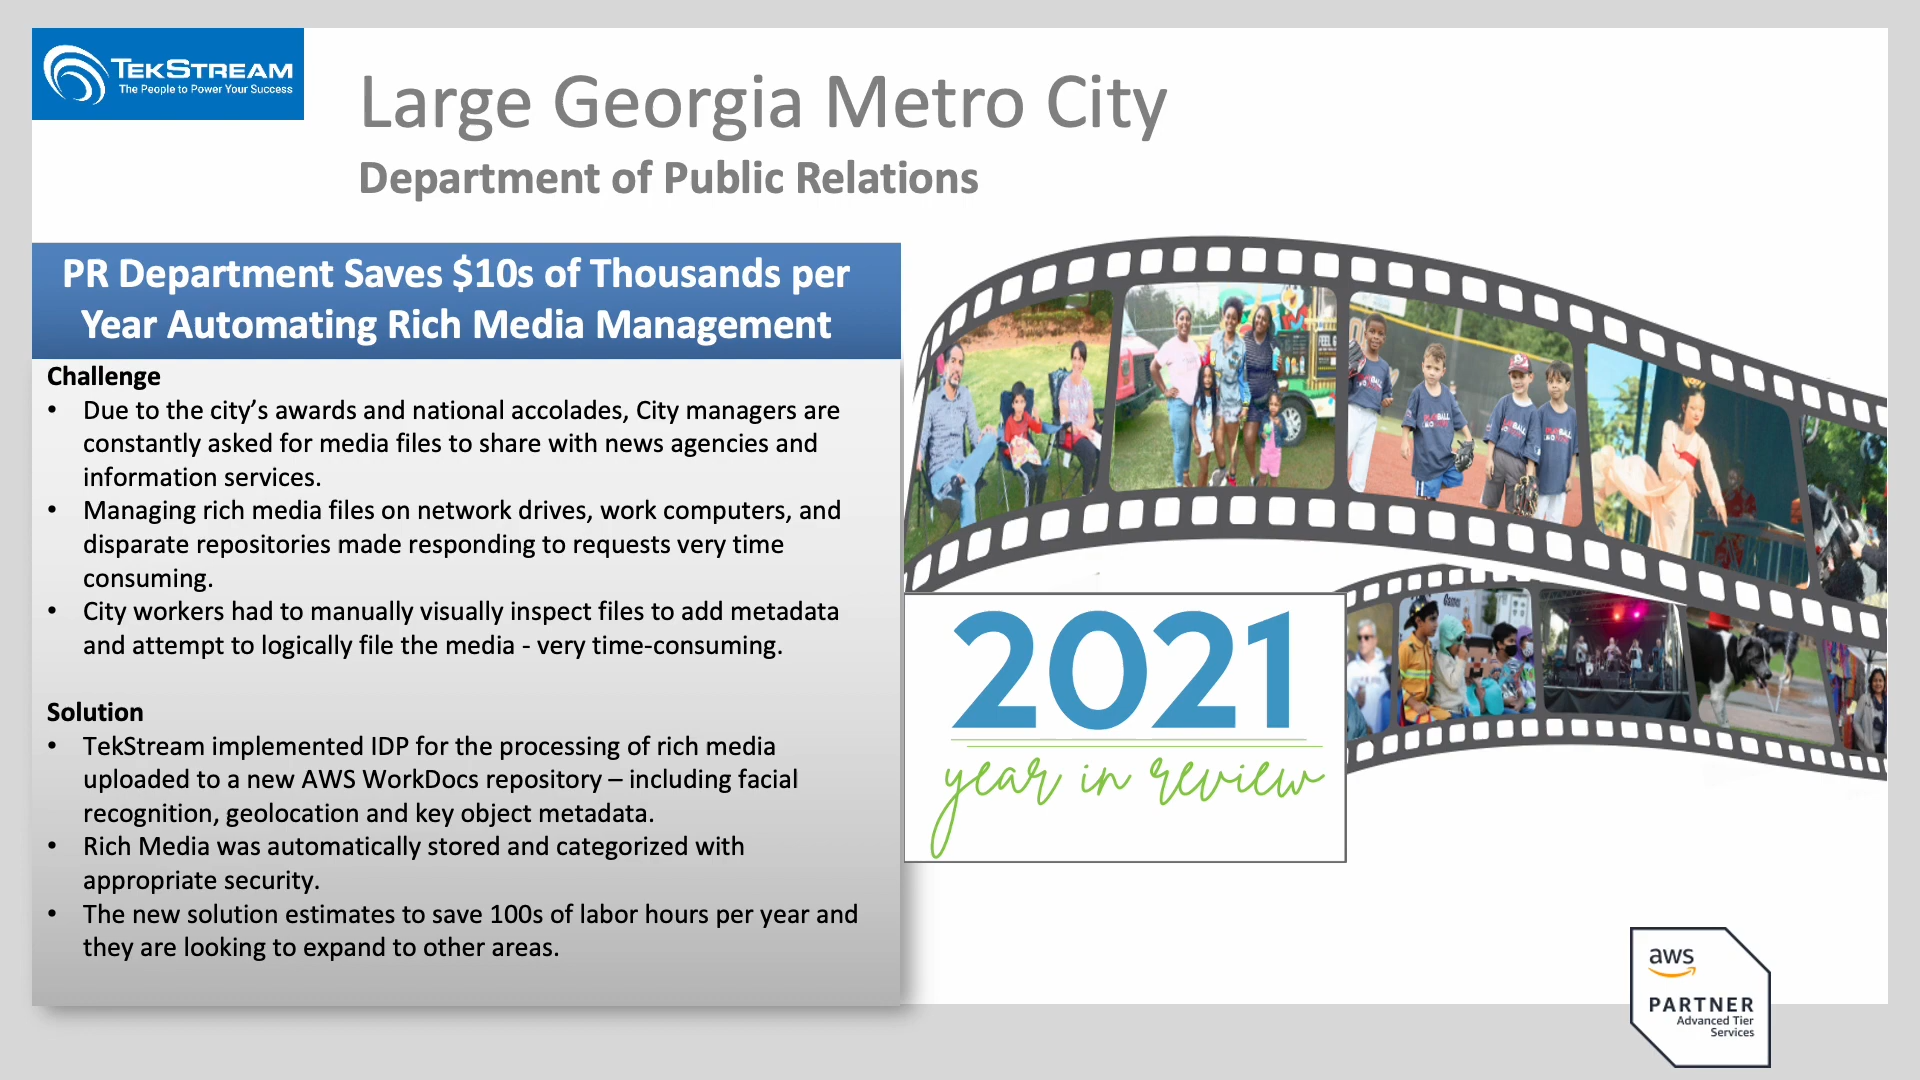 TEKSTREAM
The People to Power Your Success
Large Georgia Metro City
Department of Public Relations
PR Department Saves $10s of Thousands per
Year Automating Rich Media Management
Challenge
• Due to the city’s awards and national accolades, City managers are
constantly asked for media files to share with news agencies and
information services.
• Managing rich media files on network drives, work computers, and
disparate repositories made responding to requests very time
consuming.
• City workers had to manually visually inspect files to add metadata
and attempt to logically file the media - very time-consuming.
Solution
• TekStream implemented IDP for the processing of rich media
uploaded to a new AWS WorkDocs repository – including facial
recognition, geolocation and key object metadata.
• Rich Media was automatically stored and categorized with
appropriate security.
• The new solution estimates to save 100s of labor hours per year and
they are looking to expand to other areas.
2021
year in review
aws
PARTNER
Advanced Tier
Services